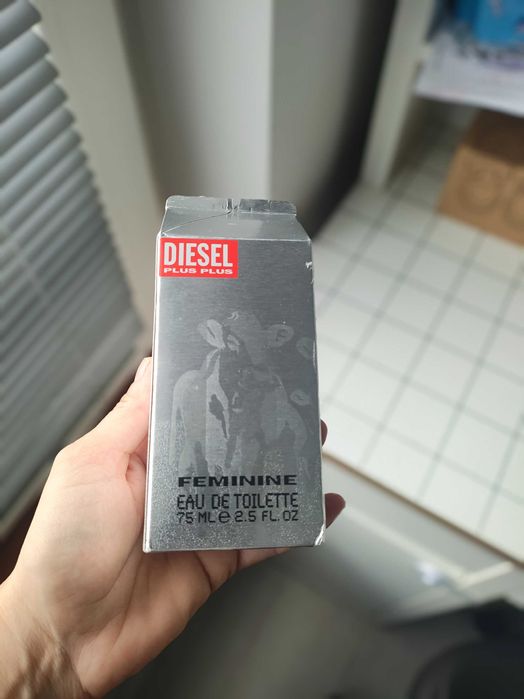 DIESEL
PLUS PLUS
FEMININE
EAU DE TOILETTE
75 ML ℮ 2.5 FL. OZ